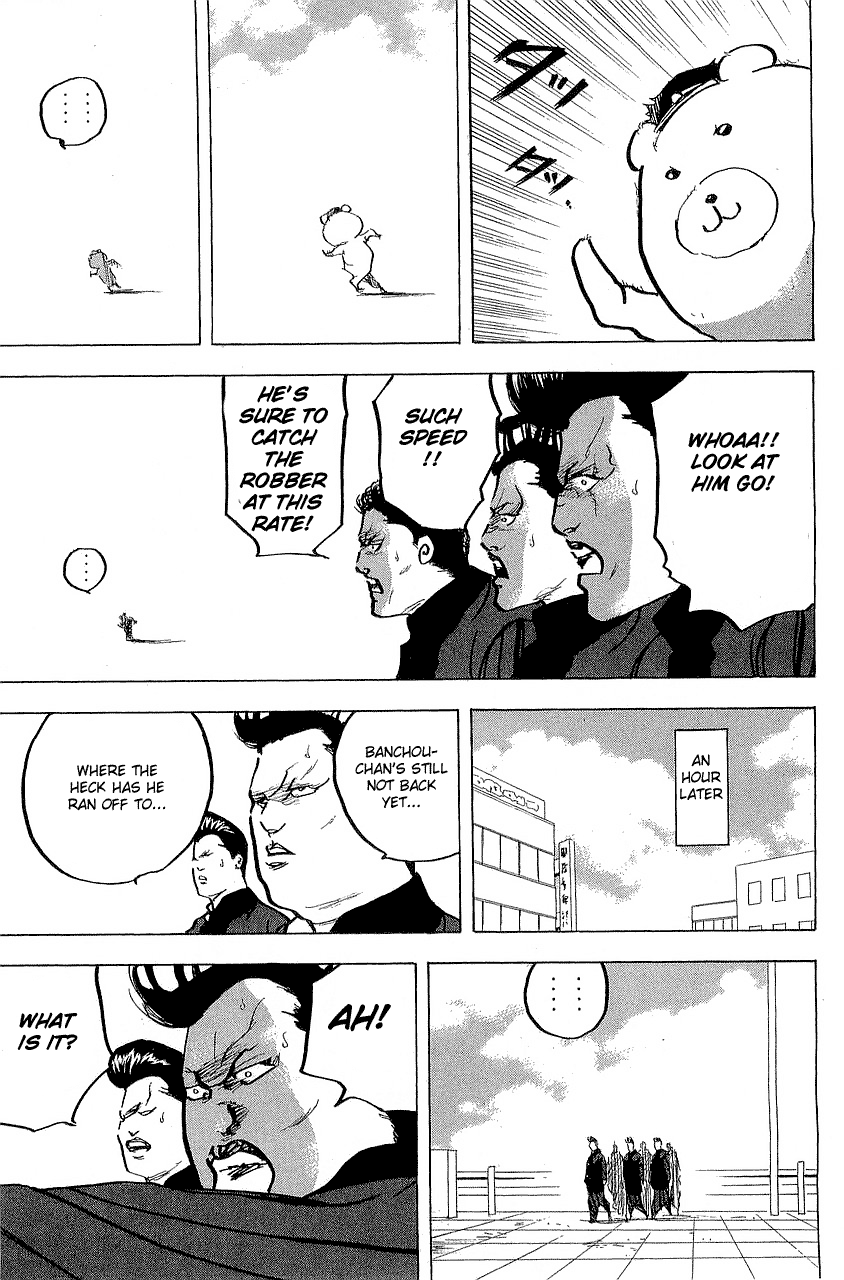 ダッ
ダッ
WHOAA!!
LOOK AT
HIM GO!
SUCH
SPEED
!!
HE'S
SURE TO
CATCH
THE
ROBBER
AT THIS
RATE!
AN
HOUR
LATER
BANCHOU-
CHAN'S STILL
NOT BACK
YET...
WHERE THE
HECK HAS HE
RAN OFF TO...
AH!
WHAT
IS IT?